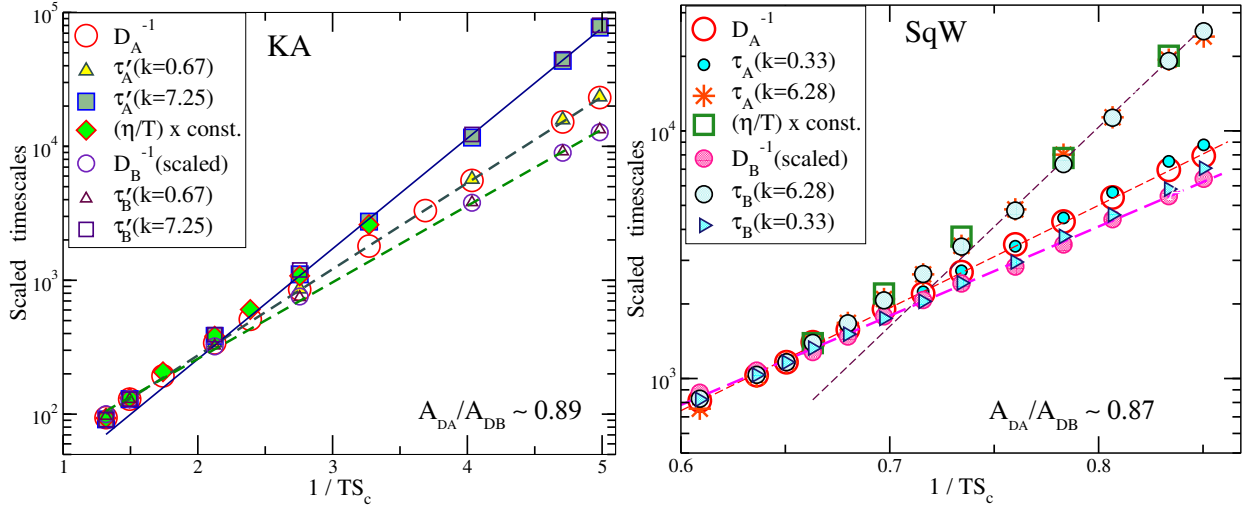 KA
D_A^-1
τ'_A(k=0.67)
τ'_A(k=7.25)
(η/T) x const.
D_B^-1(scaled)
τ'_B(k=0.67)
τ'_B(k=7.25)
A_DA/A_DB ~ 0.89
Scaled timescales
10^5
10^4
10^3
10^2
1 2 3 4 5
1 / TS_c
SqW
D_A^-1
τ_A(k=0.33)
τ_A(k=6.28)
(η/T) x const.
D_B^-1(scaled)
τ_B(k=6.28)
τ_B(k=0.33)
A_DA/A_DB ~ 0.87
Scaled timescales
10^4
10^3
0.6 0.7 0.8
1 / TS_c